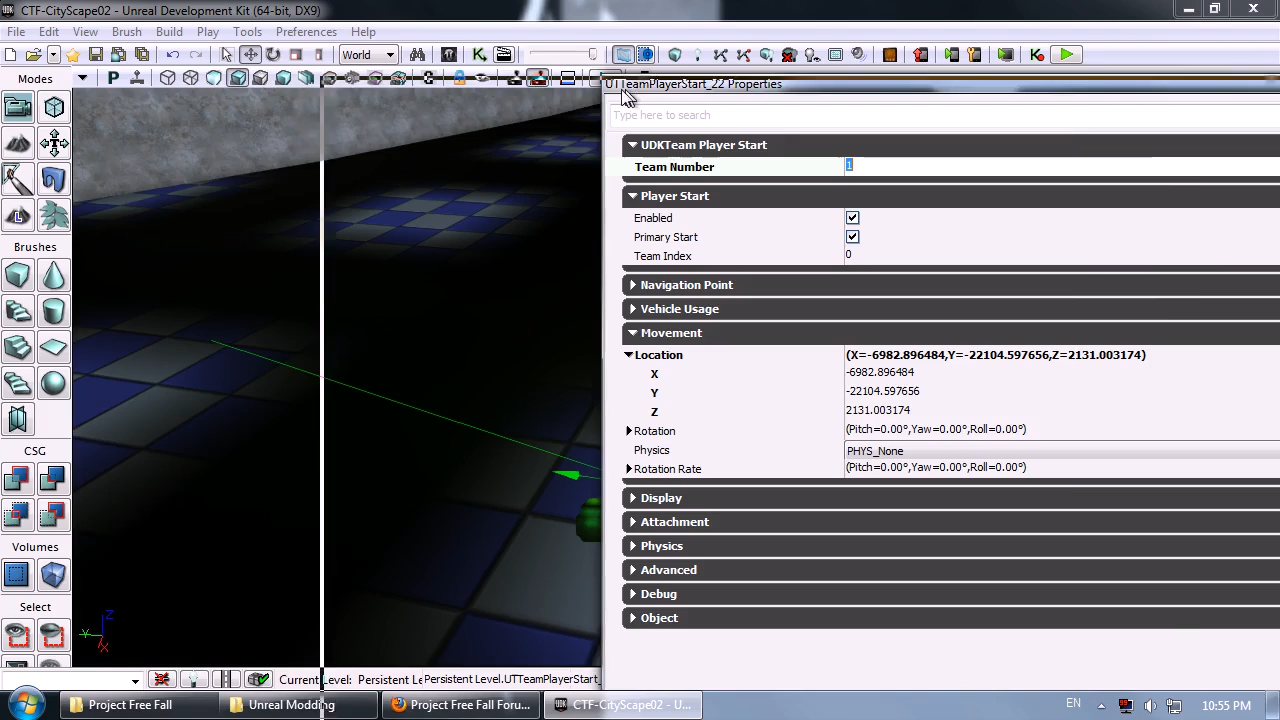 CTF-CityScape02 - Unreal Development Kit (64-bit, DX9)
File Edit View Brush Build Play Tools Preferences Help
World
Modes
UTTeamPlayerStart_22 Properties
Type here to search
UDKTeam Player Start
Team Number 1
Player Start
Enabled
Primary Start
Team Index 0
Brushes
Navigation Point
Vehicle Usage
Movement
Location (X=-6982.896484,Y=-22104.597656,Z=2131.003174)
X -6982.896484
Y -22104.597656
Z 2131.003174
Rotation (Pitch=0.00°,Yaw=0.00°,Roll=0.00°)
Physics PHYS_None
Rotation Rate (Pitch=0.00°,Yaw=0.00°,Roll=0.00°)
CSG
Display
Attachment
Physics
Volumes
Advanced
Debug
Select
Object
Z
Y
X
Current Level: Persistent Le
Persistent Level.UTTeamPlayerStart_
Project Free Fall
Unreal Modding
Project Free Fall Foru...
CTF-CityScape02 - U...
EN
10:55 PM